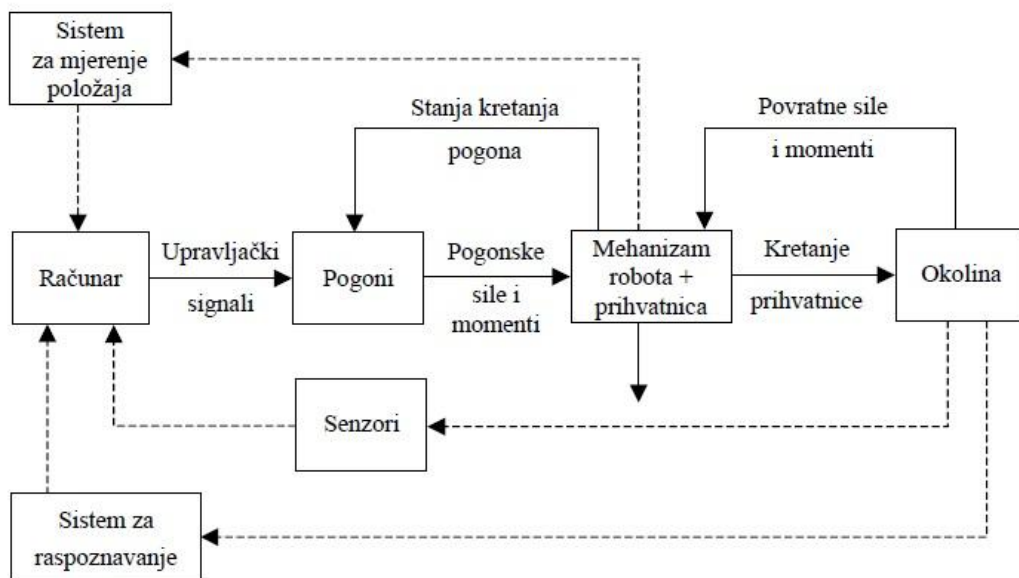 Sistem
za mjerenje
položaja
Stanja kretanja
pogona
Povratne sile
i momenti
Računar
Upravljački
signali
Pogoni
Pogonske
sile i
momenti
Mehanizam
robota +
prihvatnica
Kretanje
prihvatnice
Okolina
Senzori
Sistem za
raspoznavanje